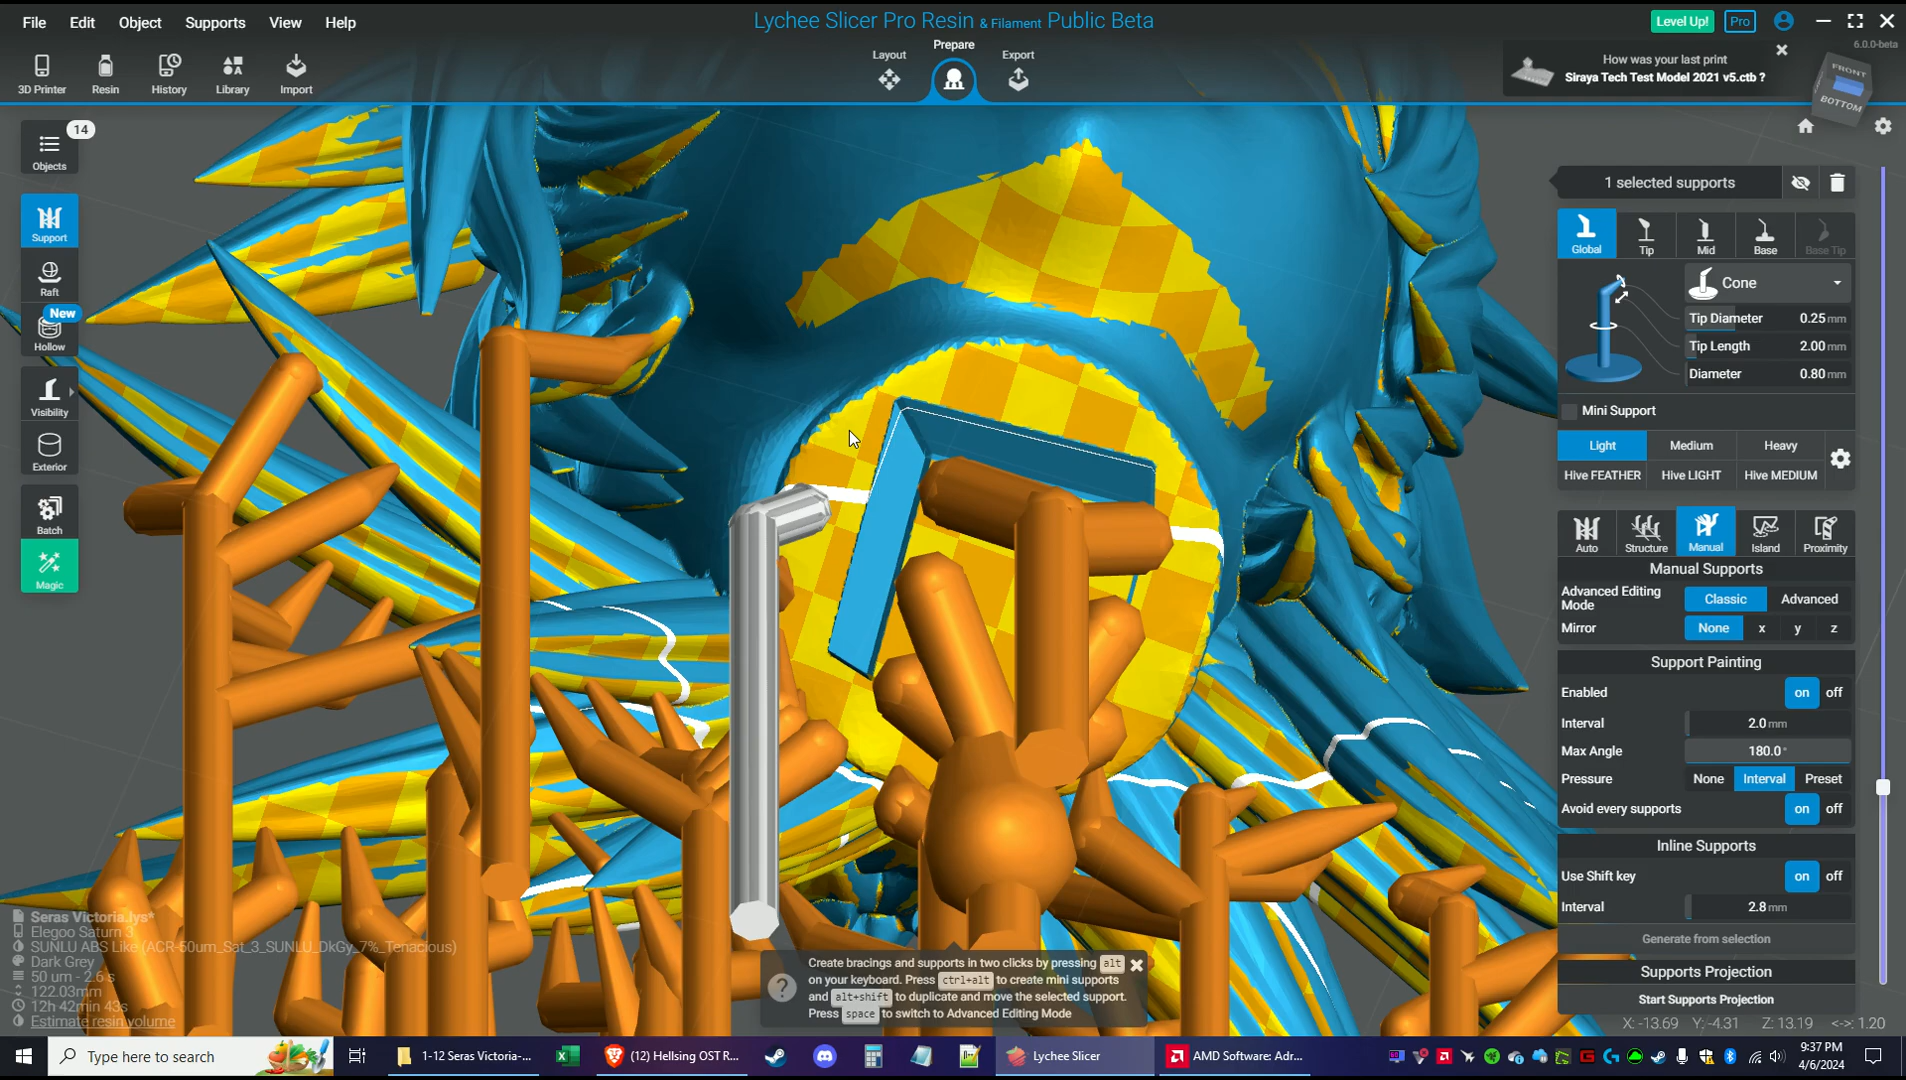 File Edit Object Supports View Help
Lychee Slicer Pro Resin & Filament Public Beta
Level Up! Pro
6.0.0-beta
3D Printer Resin History Library Import
Layout Prepare Export
How was your last print
Siraya Tech Test Model 2021 v5.ctb ?
FRONT
BOTTOM
14
Objects
Support
Raft
New
Hollow
Visibility
Exterior
Batch
Magic
1 selected supports
Global Tip Mid Base Base Tip
Cone
Tip Diameter 0.25 mm
Tip Length 2.00 mm
Diameter 0.80 mm
Mini Support
Light Medium Heavy
Hive FEATHER Hive LIGHT Hive MEDIUM
Auto Structure Manual Island Proximity
Manual Supports
Advanced Editing Mode Classic Advanced
Mirror None x y z
Support Painting
Enabled on off
Interval 2.0 mm
Max Angle 180.0 °
Pressure None Interval Preset
Avoid every supports on off
Inline Supports
Use Shift key on off
Interval 2.8 mm
Generate from selection
Supports Projection
Start Supports Projection
X: -13.69 Y: -4.31 Z: 13.19 <->: 1.20
Seras Victoria.lys*
Elegoo Saturn 3
SUNLU ABS Like (ACR-50um_Sat_3_SUNLU_DkGy_7%_Tenacious)
Dark Grey
50 um - 2.6 s
122.03mm
12h 42min 43s
Estimate resin volume
Create bracings and supports in two clicks by pressing alt
on your keyboard. Press ctrl+alt to create mini supports
and alt+shift to duplicate and move the selected support.
Press space to switch to Advanced Editing Mode
Type here to search
1-12 Seras Victoria-...
(12) Hellsing OST R...
Lychee Slicer
AMD Software: Adr...
9:37 PM
4/6/2024